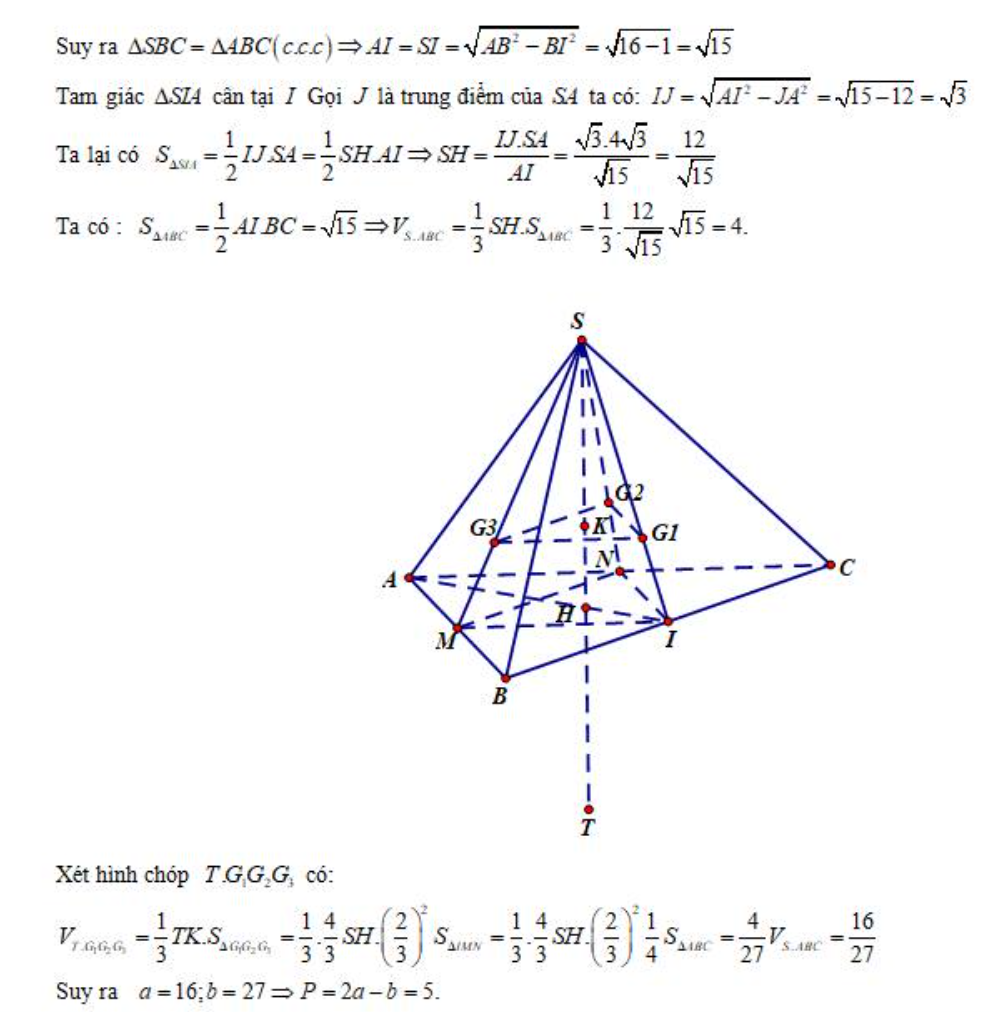 Suy ra ΔSBC = ΔABC(c.c.c) ⇒ AI = SI = √(AB² − BI²) = √(16−1) = √15
Tam giác ΔSIA cân tại I Gọi J là trung điểm của SA ta có: IJ = √(AI² − JA²) = √(15−12) = √3
Ta lại có S_ΔSIA = 1/2 IJ.SA = 1/2 SH.AI ⇒ SH = IJ.SA/AI = √3.4√3/√15 = 12/√15
Ta có : S_ΔABC = 1/2 AI.BC = √15 ⇒ V_S.ABC = 1/3 SH.S_ΔABC = 1/3 . 12/√15 √15 = 4.
S
G2
G3
K
G1
N
A
C
H
M
I
B
T
Xét hình chóp T.G₁G₂G₃ có:
V_T.G₁G₂G₃ = 1/3 TK.S_ΔG₁G₂G₃ = 1/3 . 4/3 SH.(2/3)² S_ΔIMN = 1/3 . 4/3 SH.(2/3)² 1/4 S_ΔABC = 4/27 V_S.ABC = 16/27
Suy ra a = 16; b = 27 ⇒ P = 2a − b = 5.